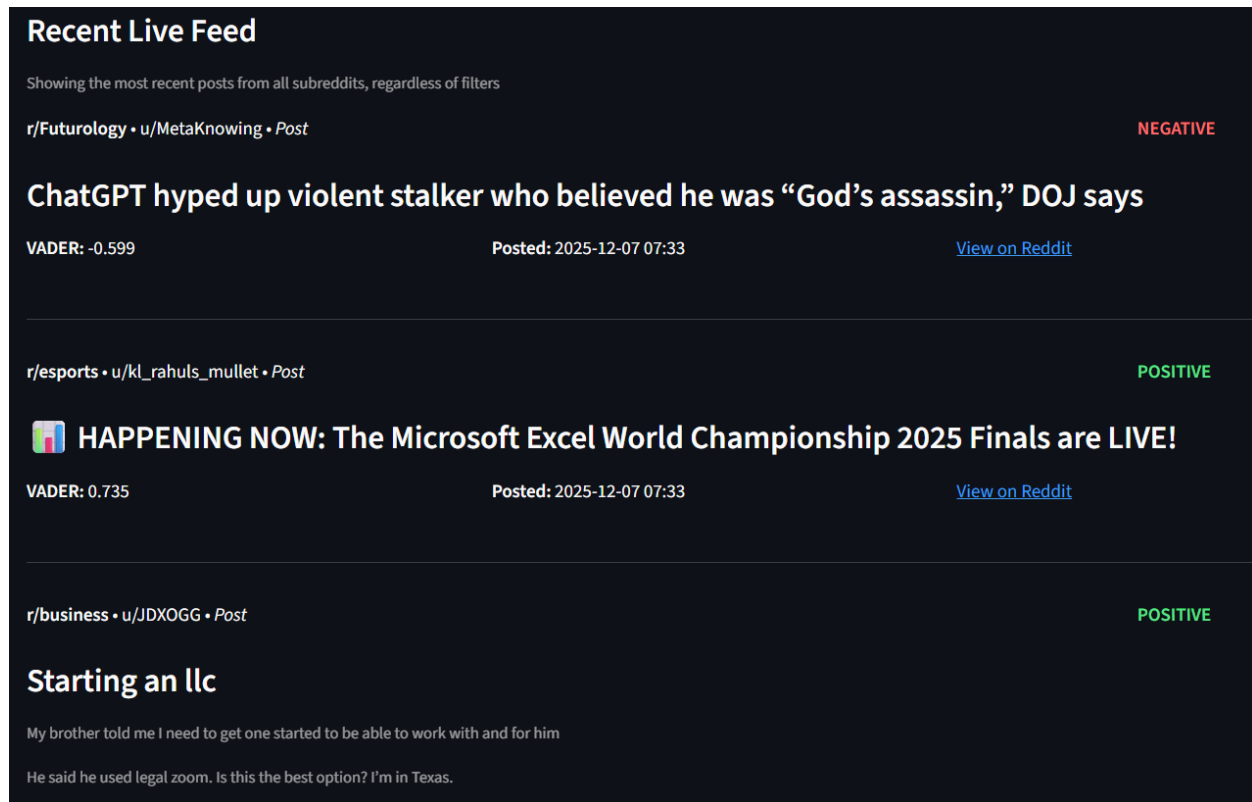 Recent Live Feed
Showing the most recent posts from all subreddits, regardless of filters
r/Futurology • u/MetaKnowing • Post NEGATIVE
ChatGPT hyped up violent stalker who believed he was “God’s assassin,” DOJ says
VADER: -0.599 Posted: 2025-12-07 07:33 View on Reddit
r/esports • u/kl_rahuls_mullet • Post POSITIVE
📊 HAPPENING NOW: The Microsoft Excel World Championship 2025 Finals are LIVE!
VADER: 0.735 Posted: 2025-12-07 07:33 View on Reddit
r/business • u/JDXOGG • Post POSITIVE
Starting an llc
My brother told me I need to get one started to be able to work with and for him
He said he used legal zoom. Is this the best option? I’m in Texas.